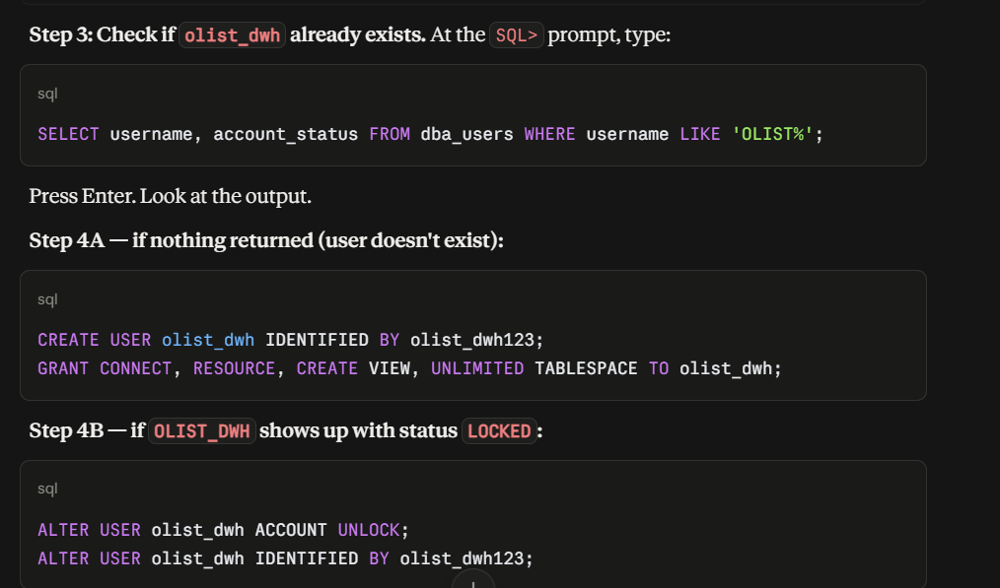 Step 3: Check if olist_dwh already exists. At the SQL> prompt, type:
sql
SELECT username, account_status FROM dba_users WHERE username LIKE 'OLIST%';
Press Enter. Look at the output.
Step 4A — if nothing returned (user doesn't exist):
sql
CREATE USER olist_dwh IDENTIFIED BY olist_dwh123;
GRANT CONNECT, RESOURCE, CREATE VIEW, UNLIMITED TABLESPACE TO olist_dwh;
Step 4B — if OLIST_DWH shows up with status LOCKED:
sql
ALTER USER olist_dwh ACCOUNT UNLOCK;
ALTER USER olist_dwh IDENTIFIED BY olist_dwh123;